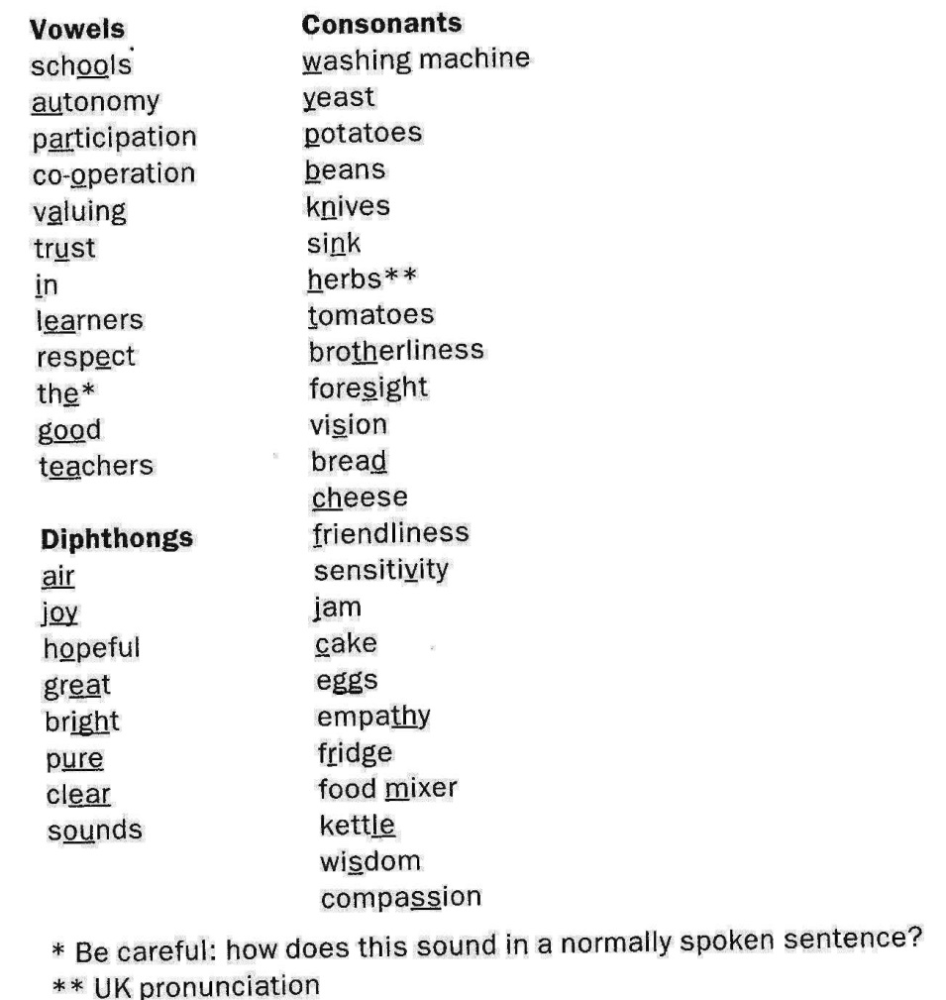 Vowels
schools
autonomy
participation
co-operation
valuing
trust
in
learners
respect
the*
good
teachers
Diphthongs
air
joy
hopeful
great
bright
pure
clear
sounds
Consonants
washing machine
yeast
potatoes
beans
knives
sink
herbs**
tomatoes
brotherliness
foresight
vision
bread
cheese
friendliness
sensitivity
jam
cake
eggs
empathy
fridge
food mixer
kettle
wisdom
compassion
* Be careful: how does this sound in a normally spoken sentence?
** UK pronunciation